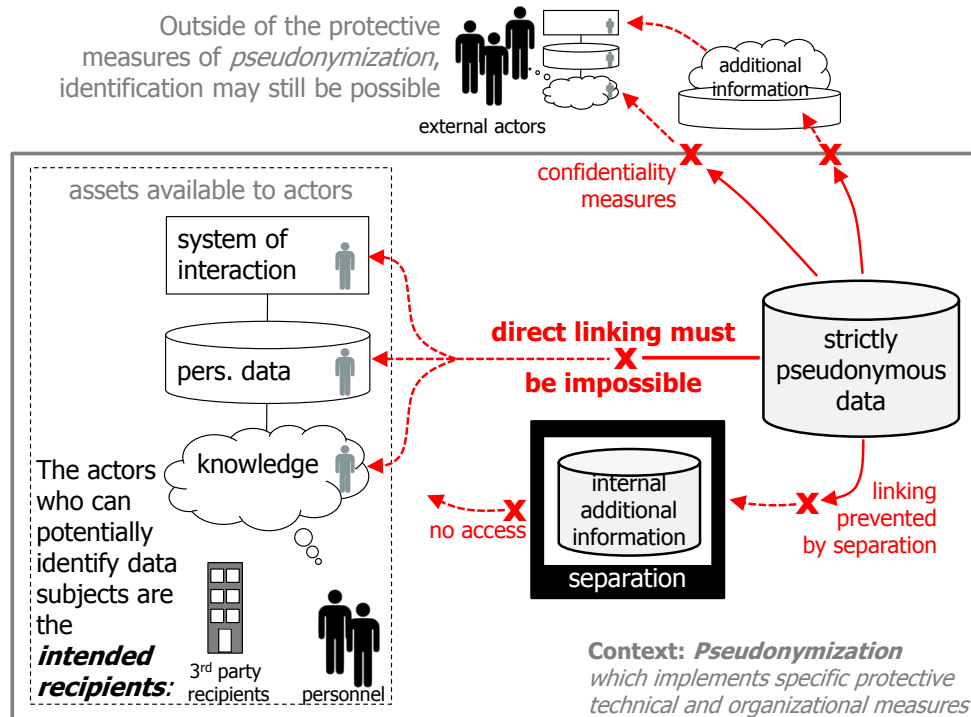 Outside of the protective
measures of pseudonymization,
identification may still be possible
external actors
additional
information
confidentiality
measures
assets available to actors
system of
interaction
pers. data
knowledge
direct linking must
be impossible
strictly
pseudonymous
data
The actors
who can
potentially
identify data
subjects are
the
intended
recipients:
3rd party
recipients
personnel
no access
internal
additional
information
separation
linking
prevented
by separation
Context: Pseudonymization
which implements specific protective
technical and organizational measures
X
X
X
X
X